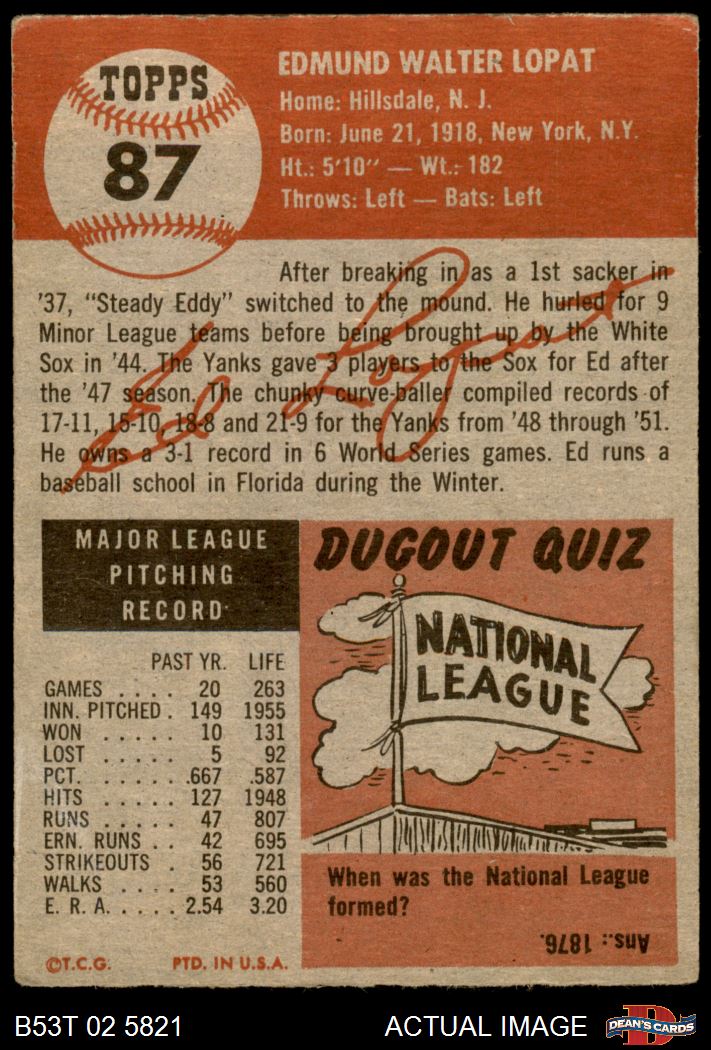 TOPPS
87
EDMUND WALTER LOPAT
Home: Hillsdale, N. J.
Born: June 21, 1918, New York, N.Y.
Ht.: 5'10" — Wt.: 182
Throws: Left — Bats: Left
After breaking in as a 1st sacker in
'37, "Steady Eddy" switched to the mound. He hurled for 9
Minor League teams before being brought up by the White
Sox in '44. The Yanks gave 3 players to the Sox for Ed after
the '47 season. The chunky curve-baller compiled records of
17-11, 15-10, 18-8 and 21-9 for the Yanks from '48 through '51.
He owns a 3-1 record in 6 World Series games. Ed runs a
baseball school in Florida during the Winter.
Ed Lopat
MAJOR LEAGUE
PITCHING
RECORD
PAST YR. LIFE
GAMES . . . . 20 263
INN. PITCHED . 149 1955
WON . . . . . 10 131
LOST . . . . . 5 92
PCT. . . . . . .667 .587
HITS . . . . . 127 1948
RUNS . . . . . 47 807
ERN. RUNS . . 42 695
STRIKEOUTS . 56 721
WALKS . . . . 53 560
E. R. A. . . . . 2.54 3.20
©T.C.G. PTD. IN U.S.A.
DUGOUT QUIZ
NATIONAL
LEAGUE
When was the National League
formed?
Ans.: 1876.
B53T 02 5821
ACTUAL IMAGE
D
DEAN'S CARDS